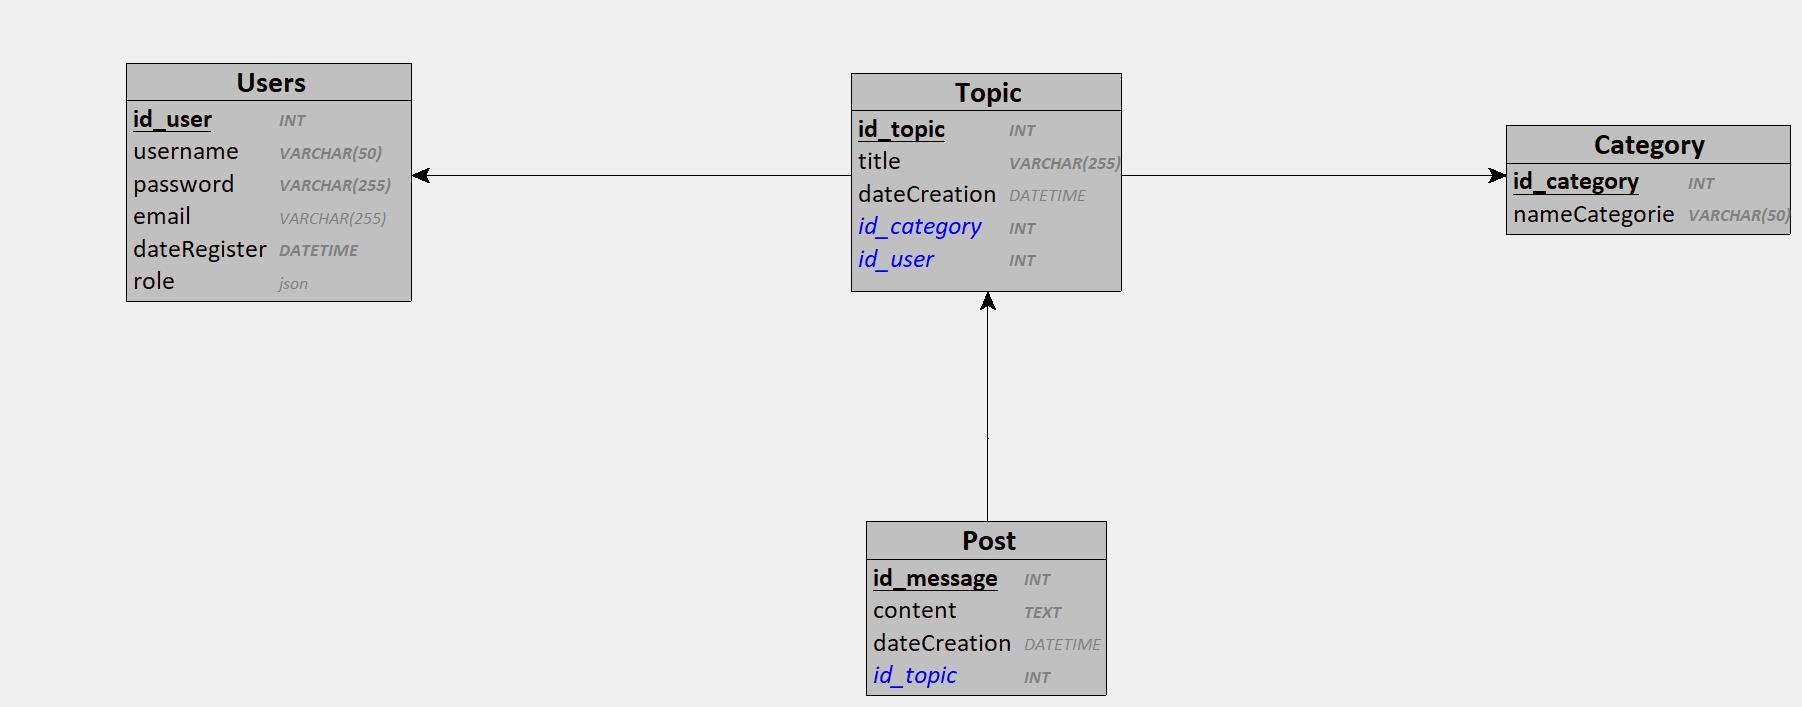 Users
id_user INT
username VARCHAR(50)
password VARCHAR(255)
email VARCHAR(255)
dateRegister DATETIME
role json
Topic
id_topic INT
title VARCHAR(255)
dateCreation DATETIME
id_category INT
id_user INT
Category
id_category INT
nameCategorie VARCHAR(50)
Post
id_message INT
content TEXT
dateCreation DATETIME
id_topic INT